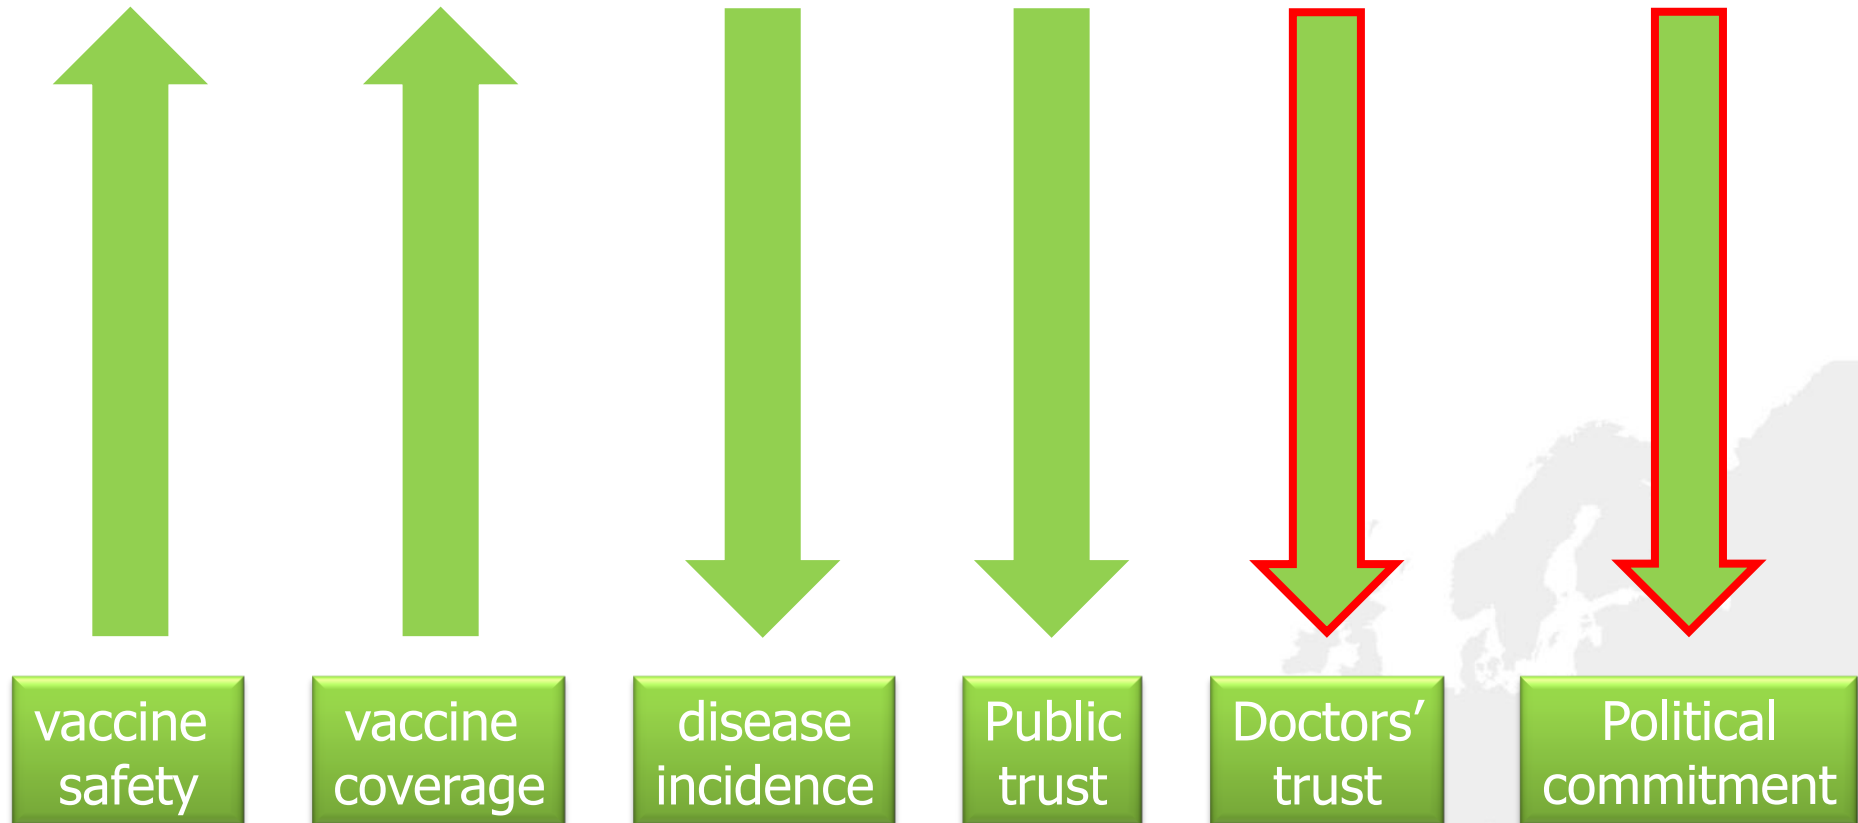 vaccine
safety
vaccine
coverage
disease
incidence
Public
trust
Doctors’
trust
Political
commitment